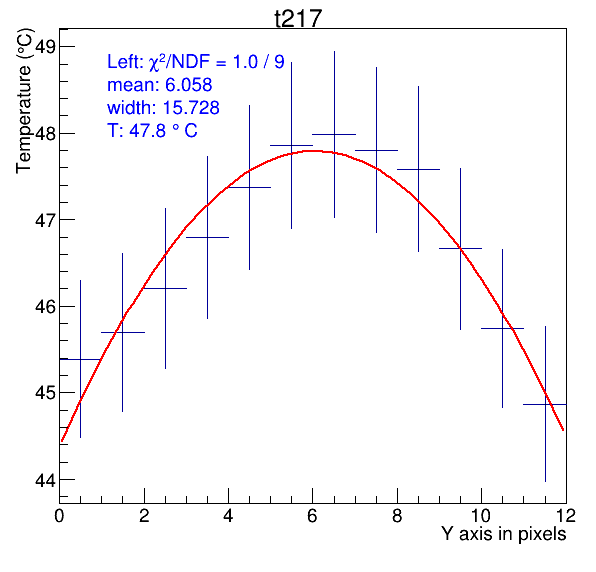 t217
Temperature (°C)
Left: χ²/NDF = 1.0 / 9
mean: 6.058
width: 15.728
T: 47.8 ° C
49
48
47
46
45
44
0 2 4 6 8 10 12
Y axis in pixels